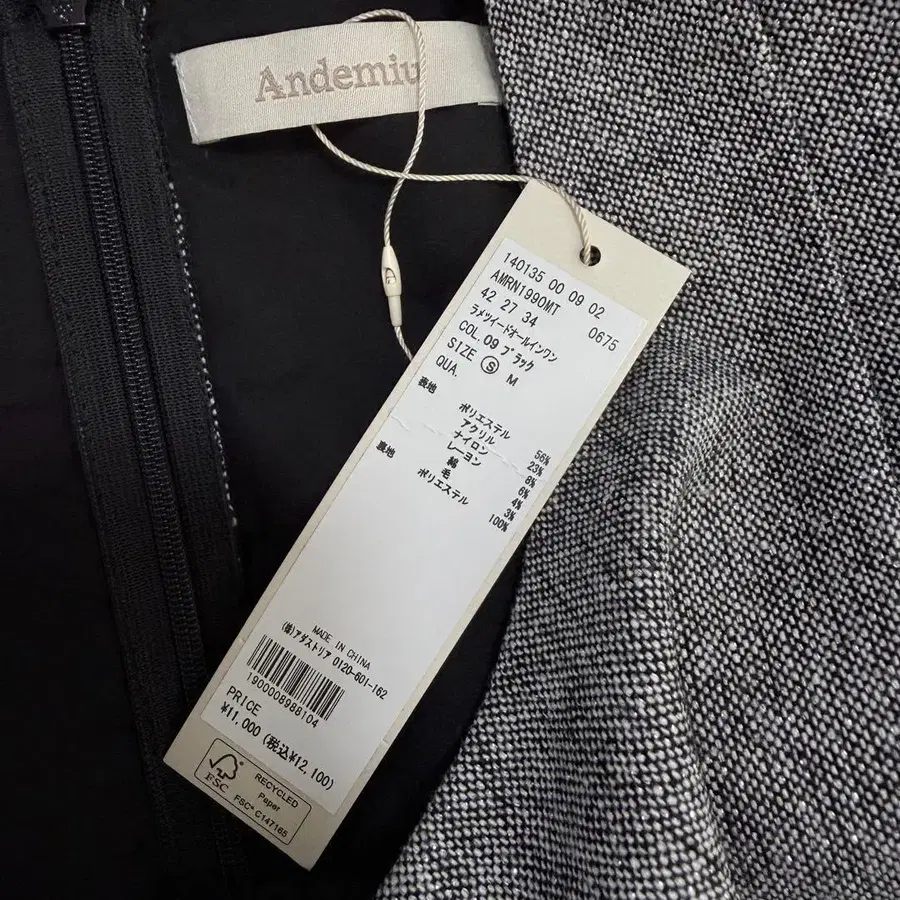 Andemiu
140135 00 09 02
AMRN1990MT 0675
42 27 34
ラメツイードオールインワン
COL. 09 ブラック
SIZE Ⓢ M
QUA.
表地
ポリエステル 56%
アクリル 23%
ナイロン 8%
レーヨン 6%
綿 4%
毛 3%
裏地
ポリエステル 100%
MADE IN CHINA
(株)アダストリア 0120-601-162
1900008988104
PRICE
¥11,000 (税込¥12,100)
FSC
RECYCLED
Paper
FSC® C147165